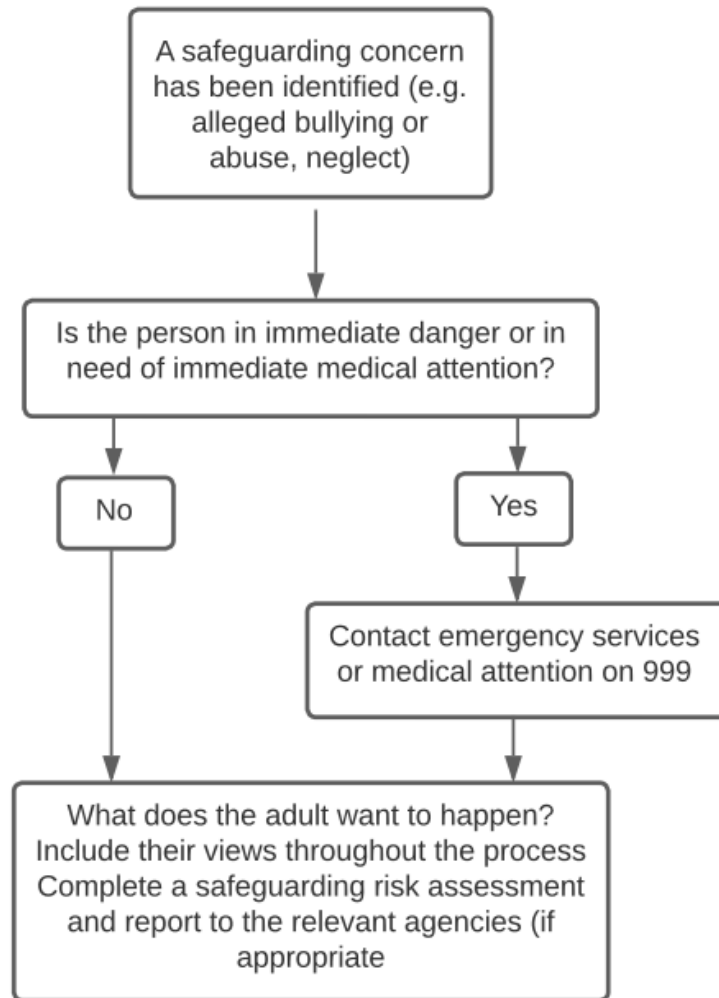 A safeguarding concern
has been identified (e.g.
alleged bullying or
abuse, neglect)
Is the person in immediate danger or in
need of immediate medical attention?
No
Yes
Contact emergency services
or medical attention on 999
What does the adult want to happen?
Include their views throughout the process
Complete a safeguarding risk assessment
and report to the relevant agencies (if
appropriate